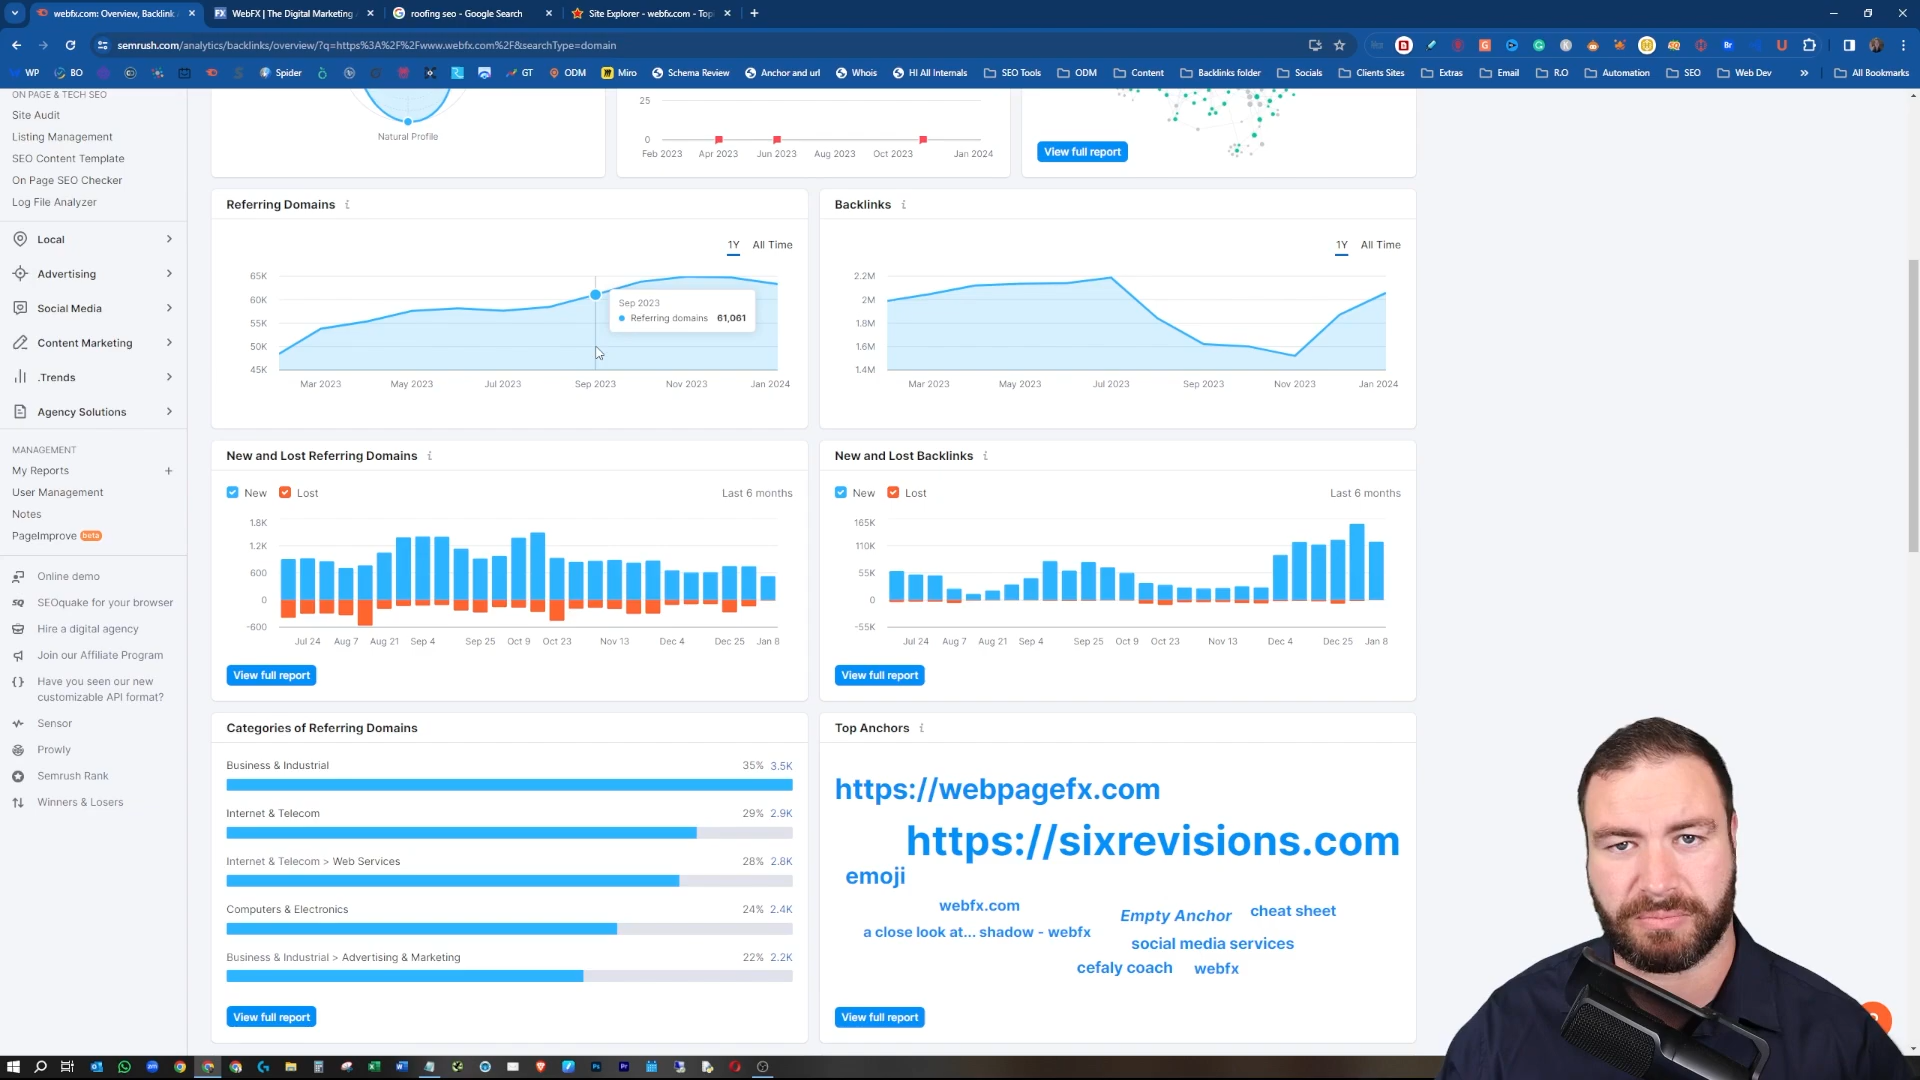 webfx.com: Overview, Backlink
WebFX | The Digital Marketing
roofing seo - Google Search
Site Explorer - webfx.com - Top
semrush.com/analytics/backlinks/overview/?q=https%3A%2F%2Fwww.webfx.com%2F&searchType=domain
WP
BO
Spider
GT
ODM
Miro
Schema Review
Anchor and url
Whois
HI All Internals
SEO Tools
ODM
Content
Backlinks folder
Socials
Clients Sites
Extras
Email
R.O
Automation
SEO
Web Dev
All Bookmarks
ON PAGE & TECH SEO
Site Audit
Listing Management
SEO Content Template
On Page SEO Checker
Log File Analyzer
Local
Advertising
Social Media
Content Marketing
.Trends
Agency Solutions
MANAGEMENT
My Reports
User Management
Notes
PageImprove beta
Online demo
SEOquake for your browser
Hire a digital agency
Join our Affiliate Program
Have you seen our new
customizable API format?
Sensor
Prowly
Semrush Rank
Winners & Losers
Natural Profile
25
0
Feb 2023 Apr 2023 Jun 2023 Aug 2023 Oct 2023 Jan 2024
View full report
Referring Domains
1Y All Time
65K
60K
55K
50K
45K
Sep 2023
Referring domains 61,061
Mar 2023 May 2023 Jul 2023 Sep 2023 Nov 2023 Jan 2024
Backlinks
1Y All Time
2.2M
2M
1.8M
1.6M
1.4M
Mar 2023 May 2023 Jul 2023 Sep 2023 Nov 2023 Jan 2024
New and Lost Referring Domains
New Lost Last 6 months
1.8K
1.2K
600
0
-600
Jul 24 Aug 7 Aug 21 Sep 4 Sep 25 Oct 9 Oct 23 Nov 13 Dec 4 Dec 25 Jan 8
View full report
New and Lost Backlinks
New Lost Last 6 months
165K
110K
55K
0
-55K
Jul 24 Aug 7 Aug 21 Sep 4 Sep 25 Oct 9 Oct 23 Nov 13 Dec 4 Dec 25 Jan 8
View full report
Categories of Referring Domains
Business & Industrial 35% 3.5K
Internet & Telecom 29% 2.9K
Internet & Telecom > Web Services 28% 2.8K
Computers & Electronics 24% 2.4K
Business & Industrial > Advertising & Marketing 22% 2.2K
View full report
Top Anchors
https://webpagefx.com
https://sixrevisions.com
emoji
webfx.com
Empty Anchor
cheat sheet
a close look at... shadow - webfx
social media services
cefaly coach
webfx
View full report